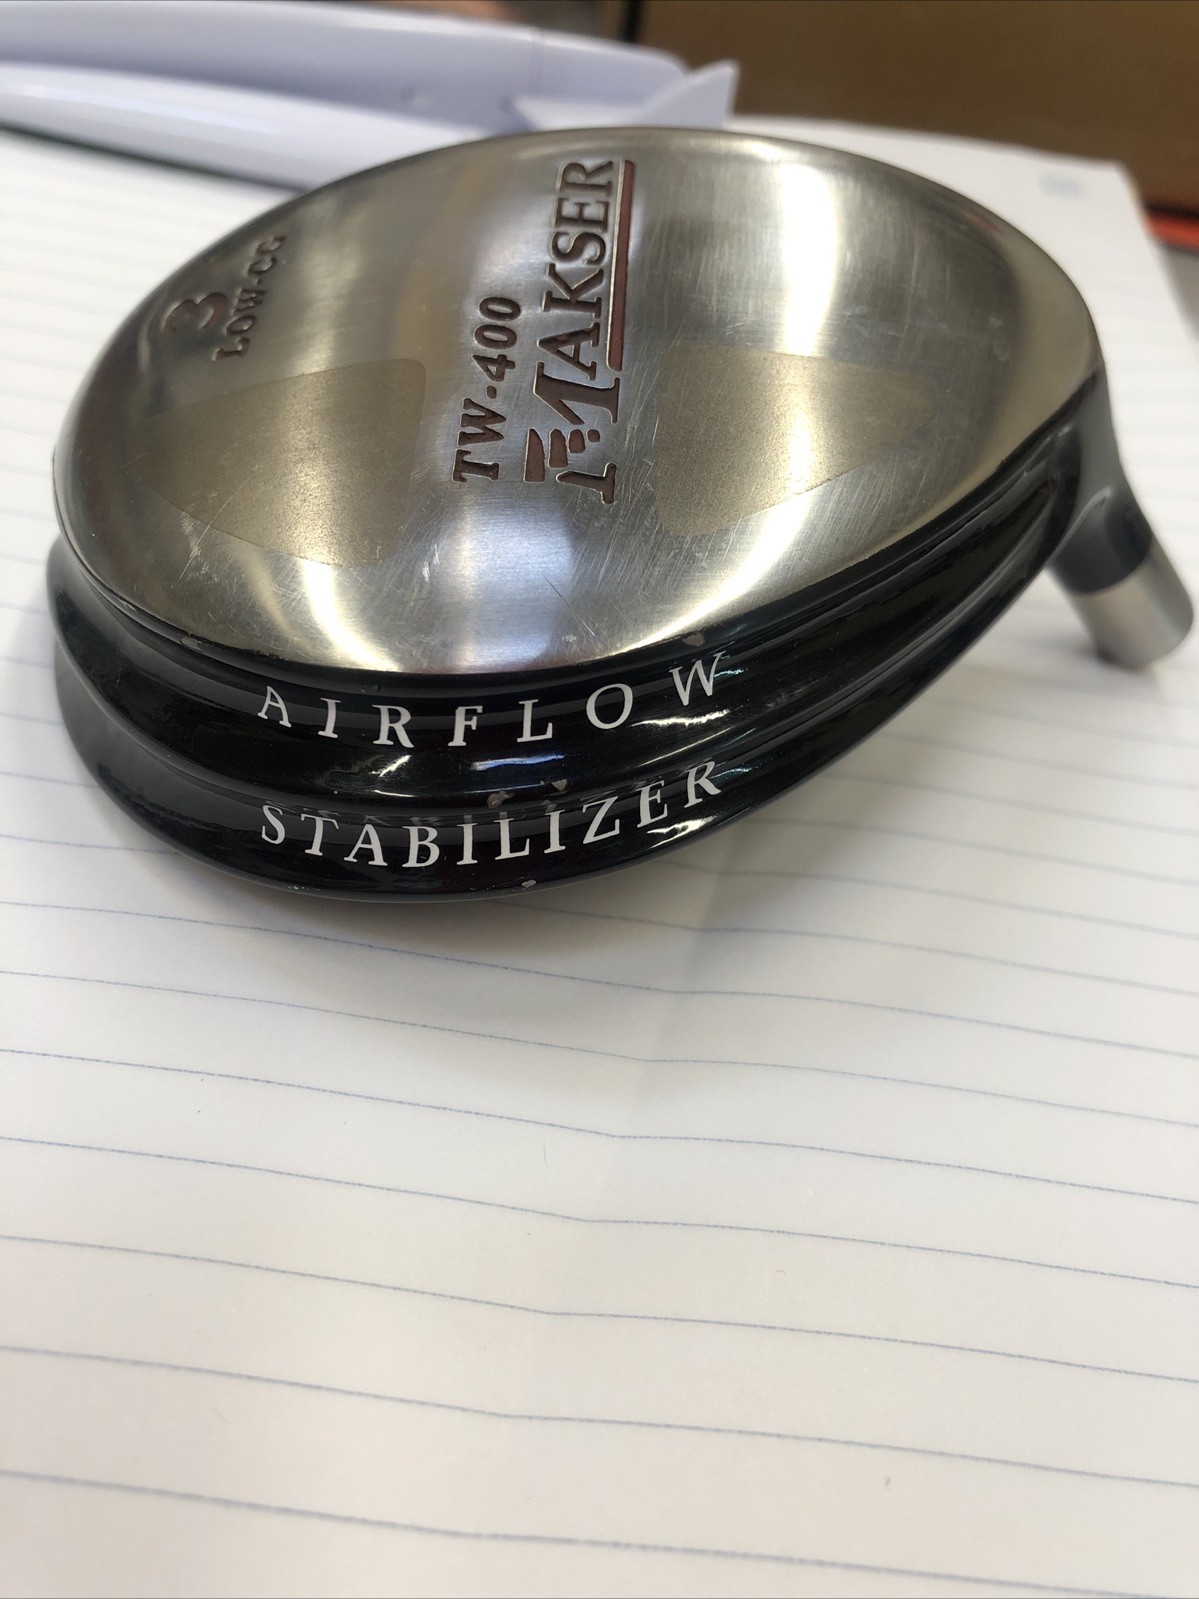 3
LOW-CG
TW-400
MAKSER
AIRFLOW
STABILIZER